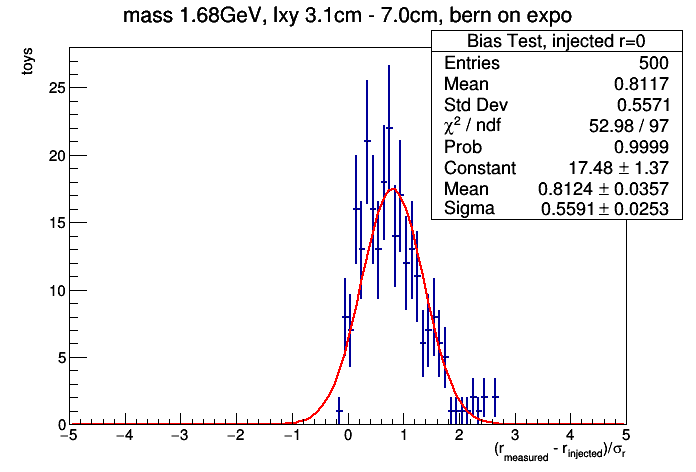 mass 1.68GeV, lxy 3.1cm - 7.0cm, bern on expo
toys
Bias Test, injected r=0
Entries 500
Mean 0.8117
Std Dev 0.5571
χ² / ndf 52.98 / 97
Prob 0.9999
Constant 17.48 ± 1.37
Mean 0.8124 ± 0.0357
Sigma 0.5591 ± 0.0253
25
20
15
10
5
0
−5 −4 −3 −2 −1 0 1 2 3 4 5
(r_measured - r_injected)/σ_r